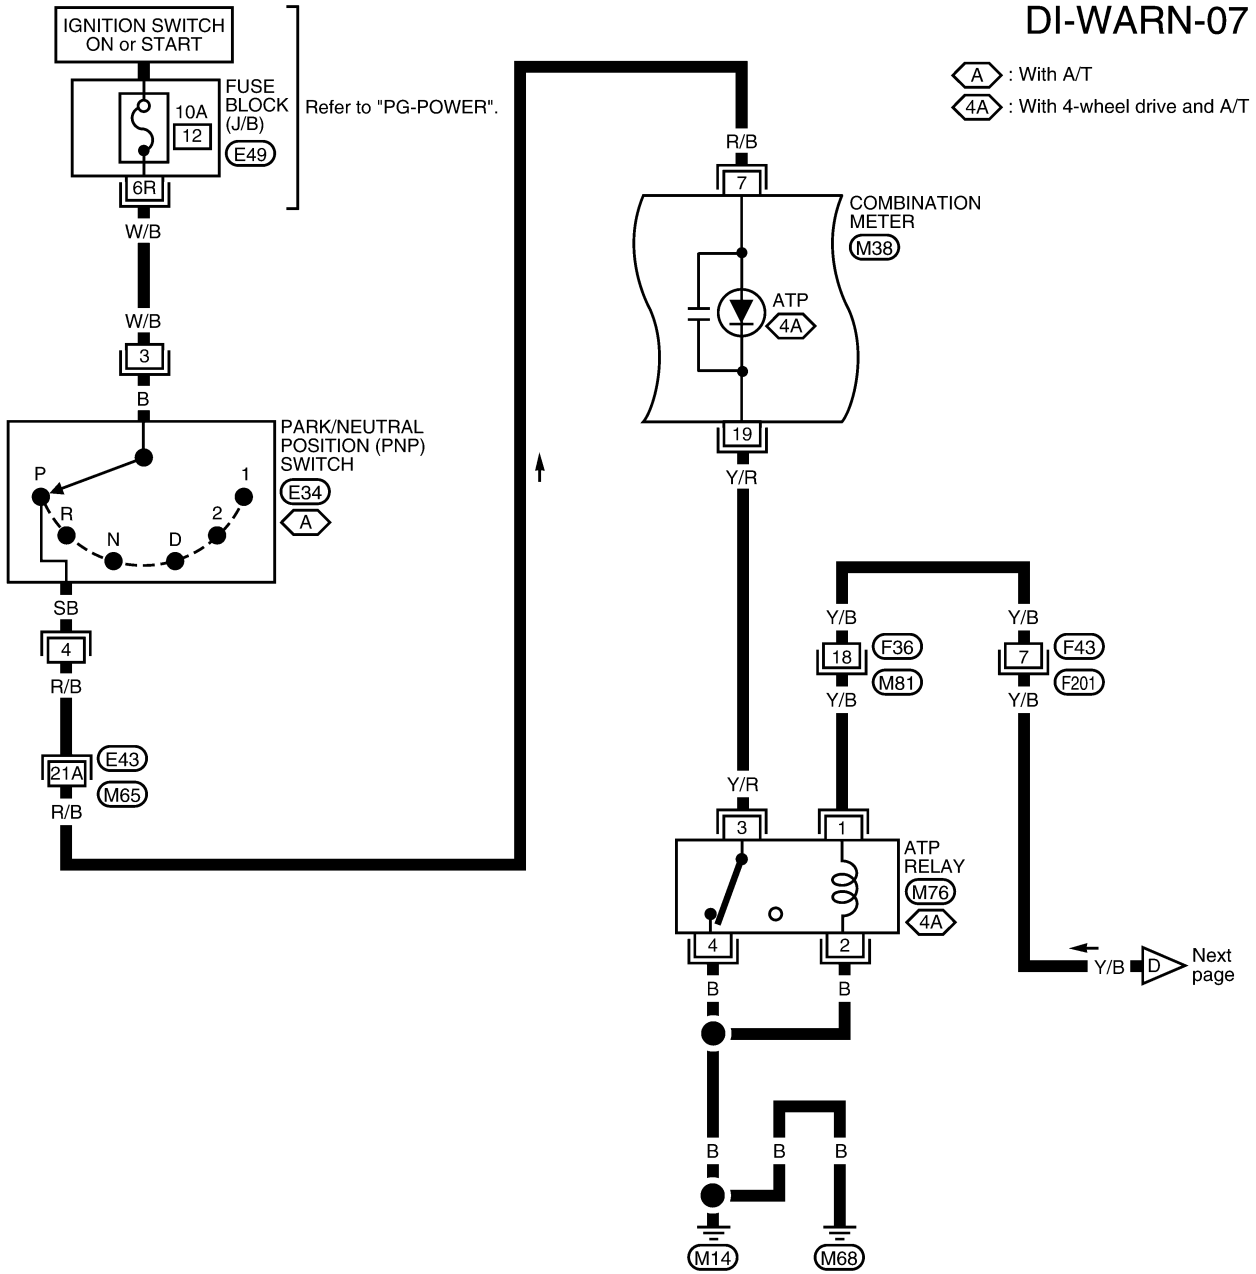 DI-WARN-07
IGNITION SWITCH
ON or START
FUSE
BLOCK
(J/B)
10A
12
E49
Refer to "PG-POWER".
A : With A/T
4A : With 4-wheel drive and A/T
6R
W/B
W/B
3
B
PARK/NEUTRAL
POSITION (PNP)
SWITCH
E34
A
P
R
N
D
2
1
SB
4
R/B
21A
E43
M65
R/B
R/B
7
COMBINATION
METER
M38
ATP
4A
19
Y/R
Y/R
Y/B
Y/B
18
F36
M81
7
F43
F201
Y/B
Y/B
3
1
ATP
RELAY
M76
4A
4
2
B
B
Y/B
D
Next
page
B
B
B
M14
M68